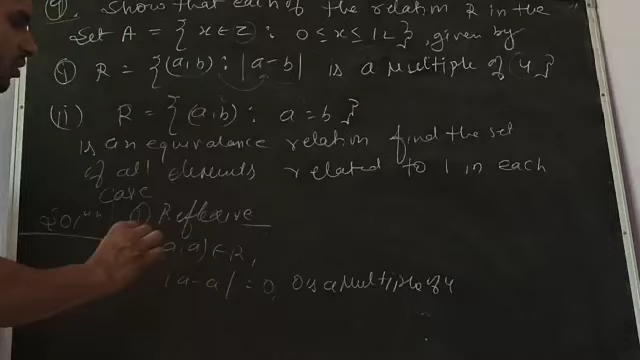 Q. Show that each of the relation R in the
Set A = { x ∈ Z : 0 ≤ x ≤ 12}, given by
(i) R = {(a,b) : |a-b| is a multiple of 4}
(ii) R = {(a,b) : a = b}
is an equivalence relation find the set
of all elements related to 1 in each
case
Sol (i) Reflexive
a,a) ∈ R,
|a-a| = 0, 0 is a multiple of 4